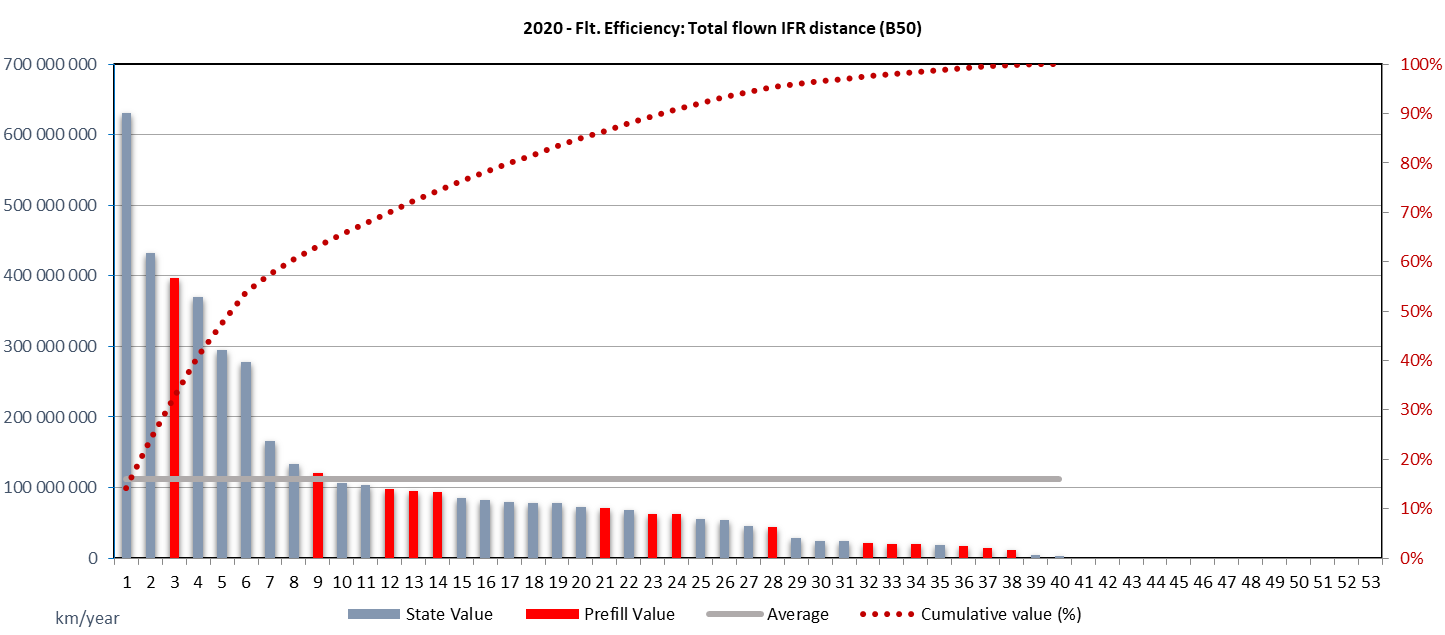 2020 - Flt. Efficiency: Total flown IFR distance (B50)
700 000 000
600 000 000
500 000 000
400 000 000
300 000 000
200 000 000
100 000 000
0
100%
90%
80%
70%
60%
50%
40%
30%
20%
10%
0%
1 2 3 4 5 6 7 8 9 10 11 12 13 14 15 16 17 18 19 20 21 22 23 24 25 26 27 28 29 30 31 32 33 34 35 36 37 38 39 40 41 42 43 44 45 46 47 48 49 50 51 52 53
km/year
State Value Prefill Value Average Cumulative value (%)